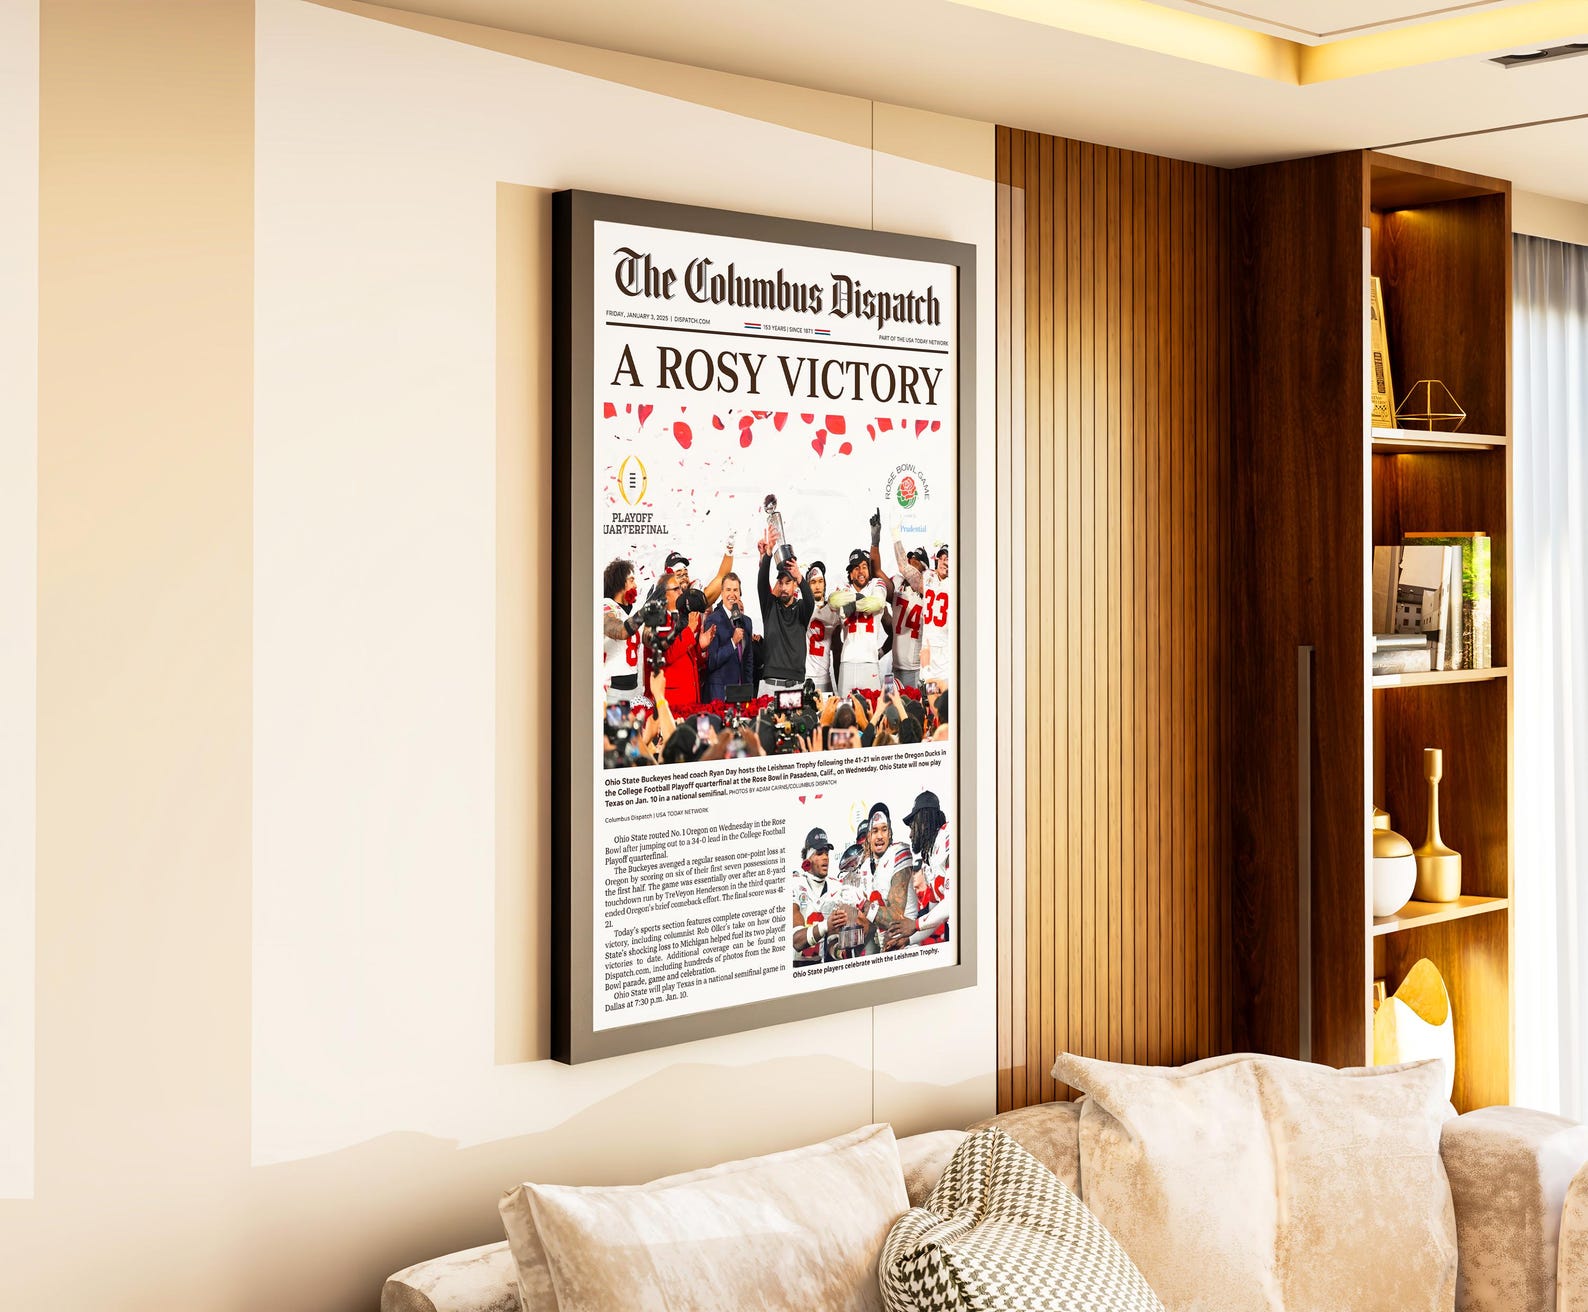 The Columbus Dispatch
FRIDAY, JANUARY 3, 2025 | DISPATCH.COM
153 YEARS | SINCE 1871
PART OF THE USA TODAY NETWORK
A ROSY VICTORY
PLAYOFF
UARTERFINAL
ROSE BOWL GAME
Prudential
8
2
44
74
33
Ohio State Buckeyes head coach Ryan Day hosts the Leishman Trophy following the 41-21 win over the Oregon Ducks in
the College Football Playoff quarterfinal at the Rose Bowl in Pasadena, Calif., on Wednesday. Ohio State will now play
Texas on Jan. 10 in a national semifinal. PHOTOS BY ADAM CAIRNS/COLUMBUS DISPATCH
Columbus Dispatch | USA TODAY NETWORK
Ohio State routed No. 1 Oregon on Wednesday in the Rose
Bowl after jumping out to a 34-0 lead in the College Football
Playoff quarterfinal.
The Buckeyes avenged a regular season one-point loss at
Oregon by scoring on six of their first seven possessions in
the first half. The game was essentially over after an 8-yard
touchdown run by TreVeyon Henderson in the third quarter
ended Oregon's brief comeback effort. The final score was 41-
21.
Today's sports section features complete coverage of the
victory, including columnist Rob Oller's take on how Ohio
State's shocking loss to Michigan helped fuel its two playoff
victories to date. Additional coverage can be found on
Dispatch.com, including hundreds of photos from the Rose
Bowl parade, game and celebration.
Ohio State will play Texas in a national semifinal game in
Dallas at 7:30 p.m. Jan. 10.
Ohio State players celebrate with the Leishman Trophy.